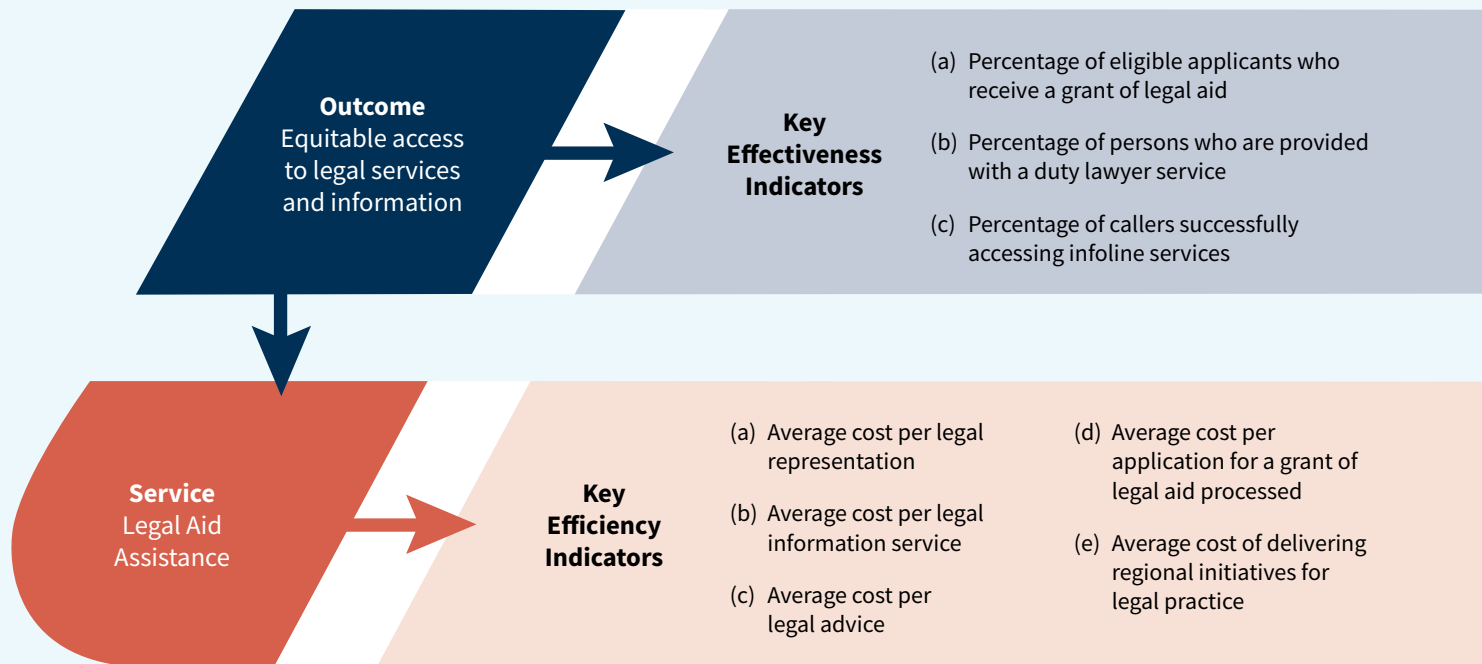 Outcome
Equitable access
to legal services
and information
Key
Effectiveness
Indicators
(a) Percentage of eligible applicants who
receive a grant of legal aid
(b) Percentage of persons who are provided
with a duty lawyer service
(c) Percentage of callers successfully
accessing infoline services
Service
Legal Aid
Assistance
Key
Efficiency
Indicators
(a) Average cost per legal
representation
(b) Average cost per legal
information service
(c) Average cost per
legal advice
(d) Average cost per
application for a grant of
legal aid processed
(e) Average cost of delivering
regional initiatives for
legal practice